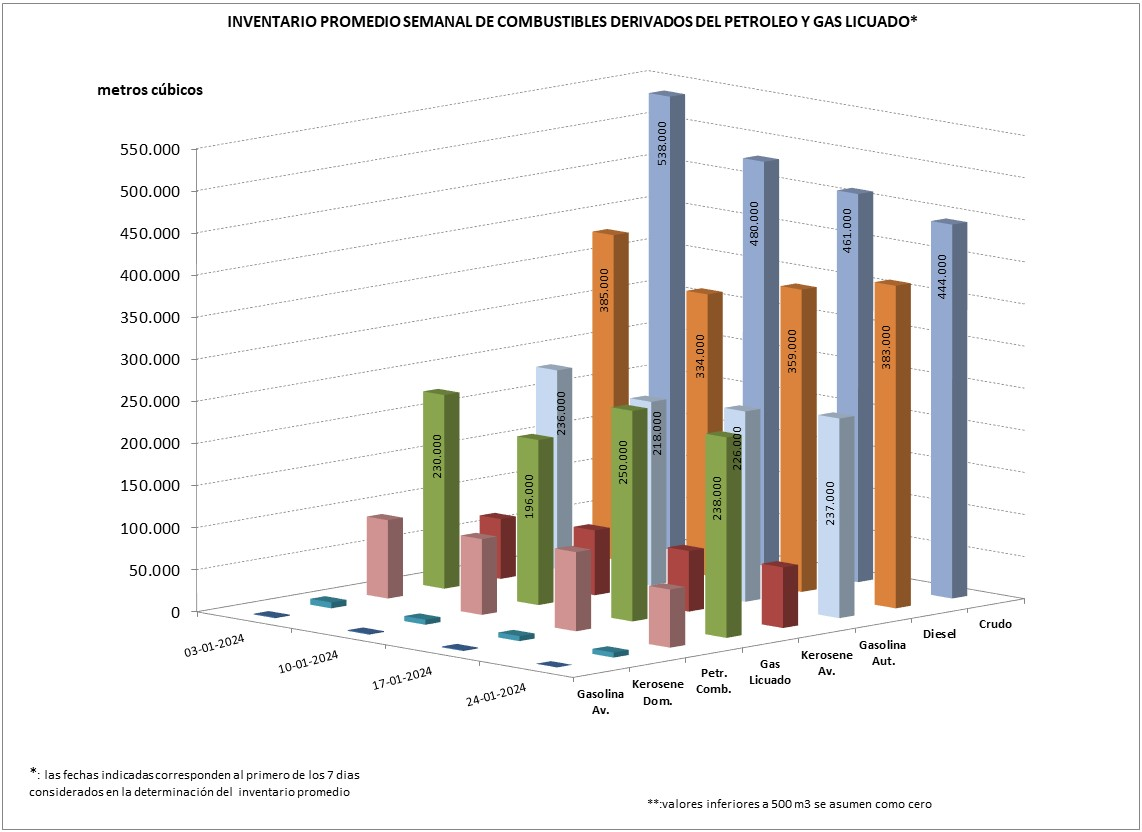 INVENTARIO PROMEDIO SEMANAL DE COMBUSTIBLES DERIVADOS DEL PETROLEO Y GAS LICUADO*
metros cúbicos
550.000
500.000
450.000
400.000
350.000
300.000
250.000
200.000
150.000
100.000
50.000
0
538.000
480.000
461.000
444.000
385.000
334.000
359.000
383.000
236.000
218.000
226.000
237.000
230.000
196.000
250.000
238.000
03-01-2024
10-01-2024
17-01-2024
24-01-2024
Gasolina
Av.
Kerosene
Dom.
Petr.
Comb.
Gas
Licuado
Kerosene
Av.
Gasolina
Aut.
Diesel
Crudo
*: las fechas indicadas corresponden al primero de los 7 dias
considerados en la determinación del inventario promedio
**:valores inferiores a 500 m3 se asumen como cero